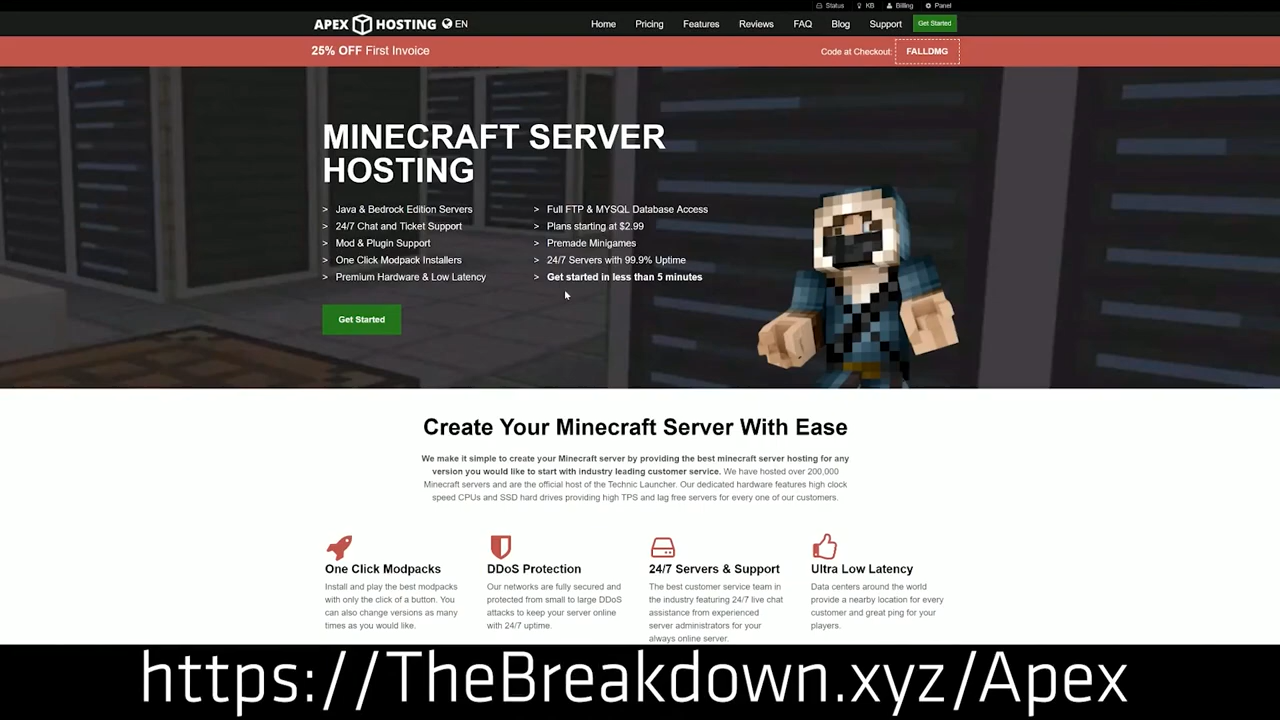 Status KB Billing Panel
APEX HOSTING EN Home Pricing Features Reviews FAQ Blog Support Get Started
25% OFF First Invoice Code at Checkout: FALLDMG
MINECRAFT SERVER
HOSTING
> Java & Bedrock Edition Servers > Full FTP & MYSQL Database Access
> 24/7 Chat and Ticket Support > Plans starting at $2.99
> Mod & Plugin Support > Premade Minigames
> One Click Modpack Installers > 24/7 Servers with 99.9% Uptime
> Premium Hardware & Low Latency > Get started in less than 5 minutes
Get Started
Create Your Minecraft Server With Ease
We make it simple to create your Minecraft server by providing the best minecraft server hosting for any
version you would like to start with industry leading customer service. We have hosted over 200,000
Minecraft servers and are the official host of the Technic Launcher. Our dedicated hardware features high clock
speed CPUs and SSD hard drives providing high TPS and lag free servers for every one of our customers.
One Click Modpacks
Install and play the best modpacks
with only the click of a button. You
can also change versions as many
times as you would like.
DDoS Protection
Our networks are fully secured and
protected from small to large DDoS
attacks to keep your server online
with 24/7 uptime.
24/7 Servers & Support
The best customer service team in
the industry featuring 24/7 live chat
assistance from experienced
server administrators for your
always online server.
Ultra Low Latency
Data centers around the world
provide a nearby location for every
customer and great ping for your
players.
https://TheBreakdown.xyz/Apex